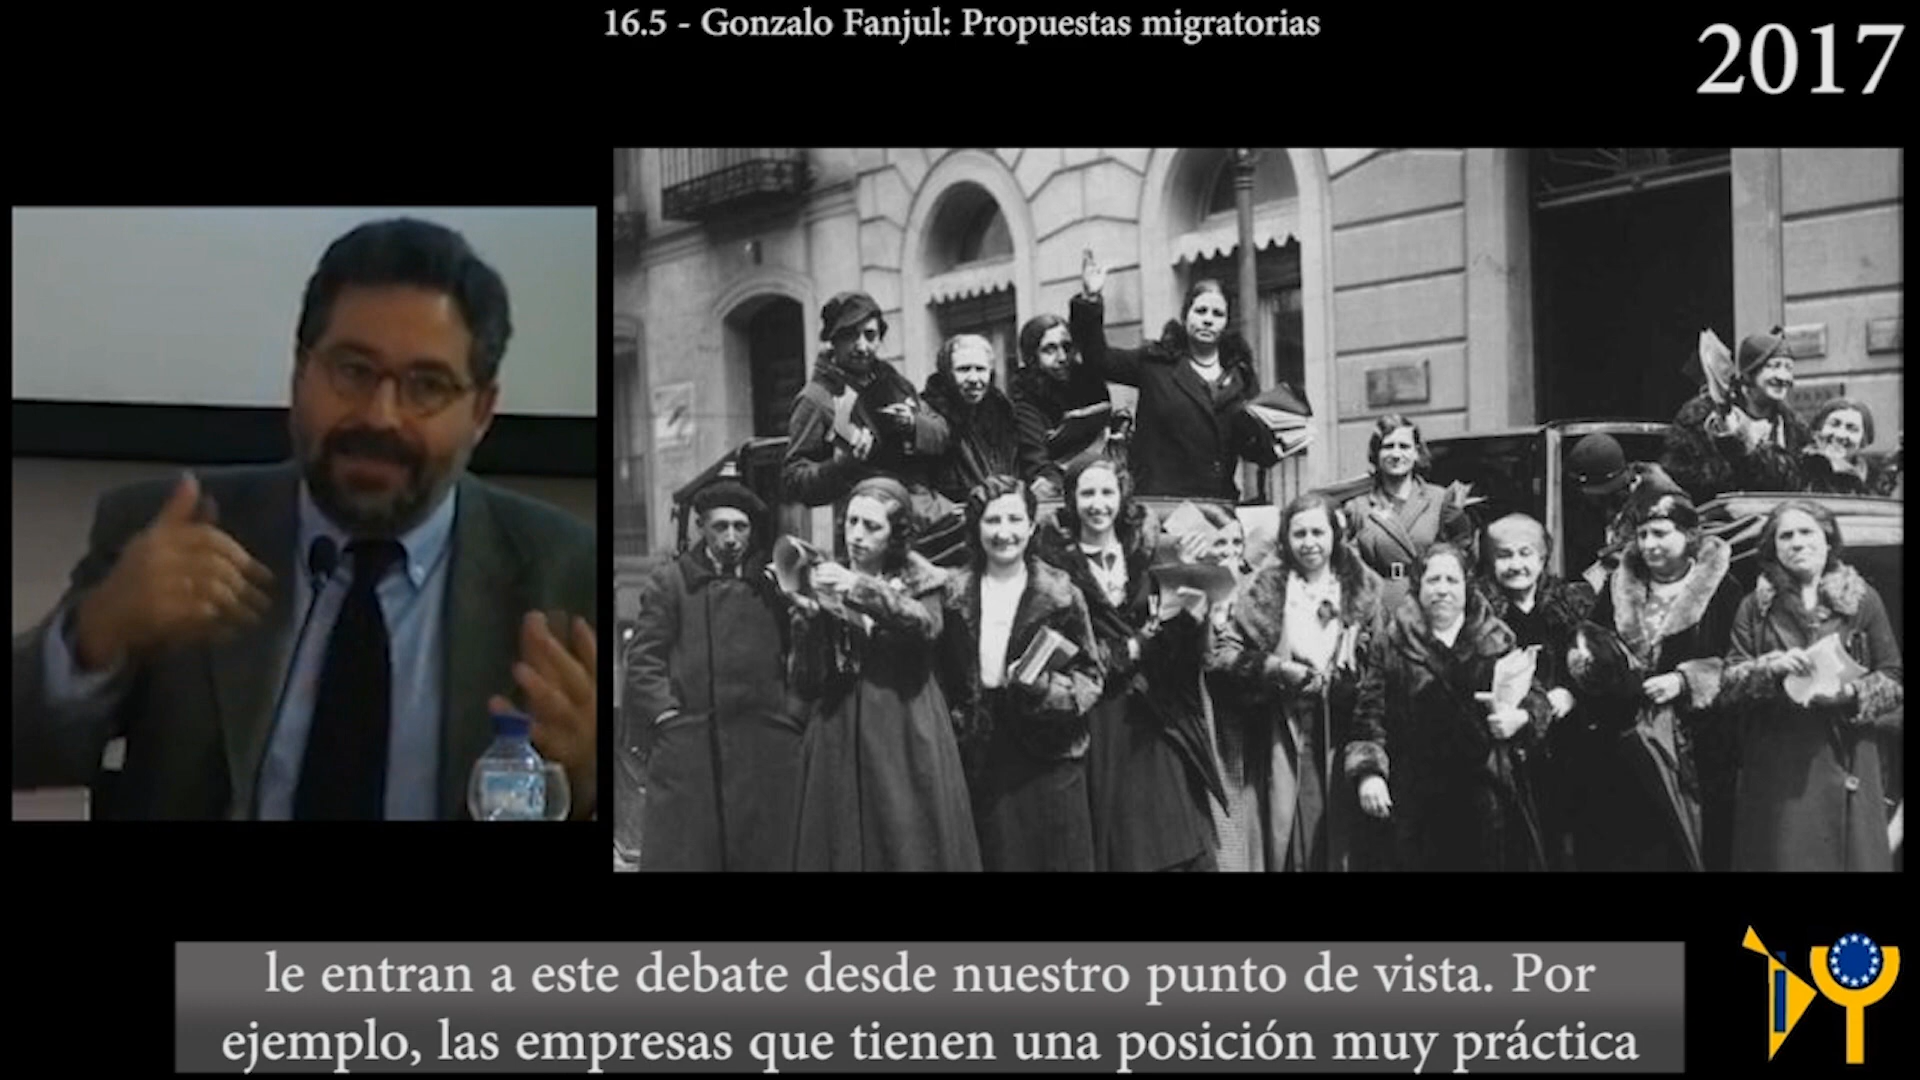 16.5 - Gonzalo Fanjul: Propuestas migratorias
2017
le entran a este debate desde nuestro punto de vista. Por
ejemplo, las empresas que tienen una posición muy práctica